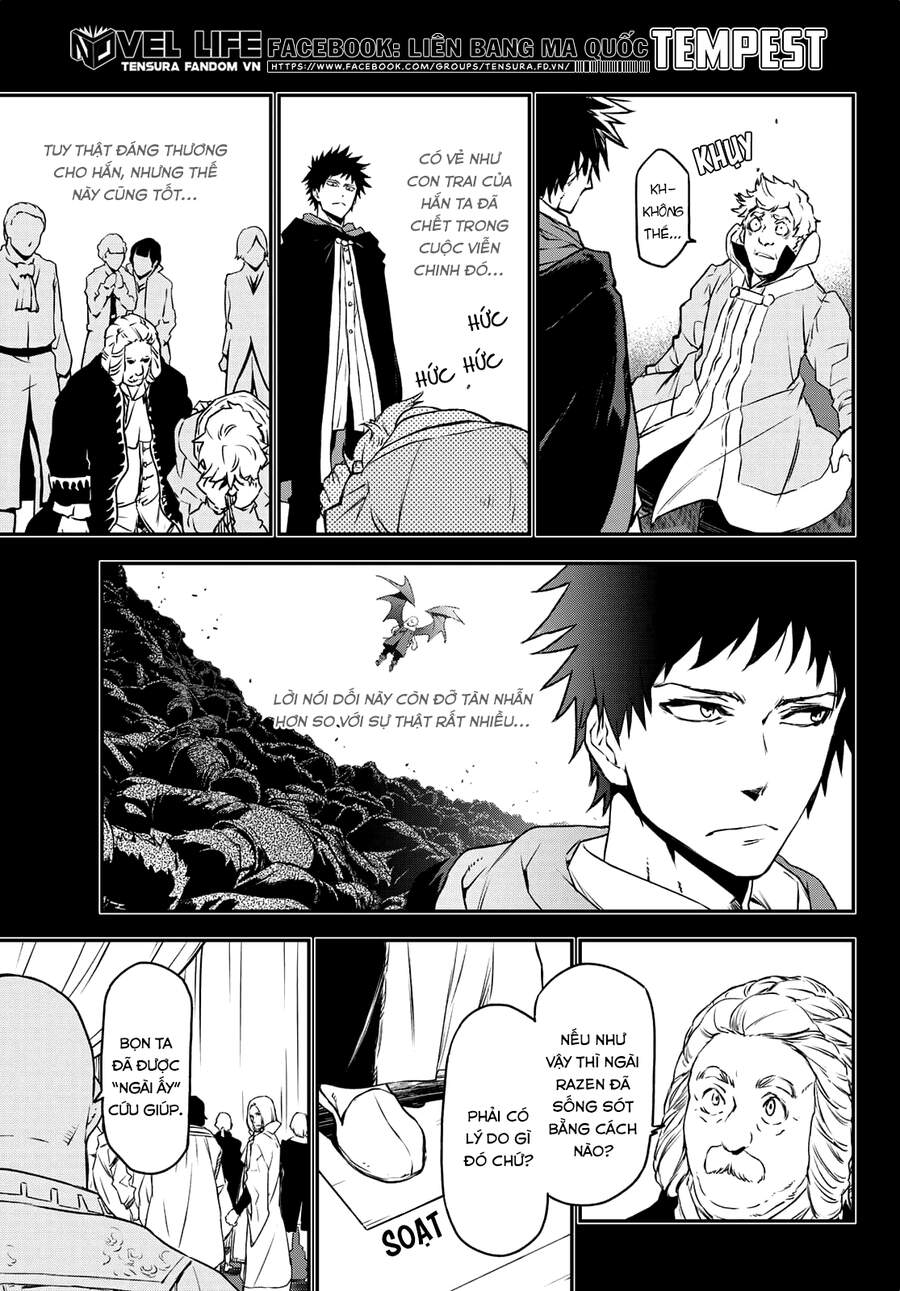 NOVEL LIFE
TENSURA FANDOM VN
FACEBOOK: LIÊN BANG MA QUỐC
HTTPS://WWW.FACEBOOK.COM/GROUPS/TENSURA.FD.VN/
TEMPEST
KHỤY
KH-
KHÔNG
THỂ...
CÓ VẺ NHƯ
CON TRAI CỦA
HẮN TA ĐÃ
CHẾT TRONG
CUỘC VIỄN
CHINH ĐÓ...
HỨC
HỨC
HỨC
TUY THẬT ĐÁNG THƯƠNG
CHO HẮN, NHƯNG THẾ
NÀY CŨNG TỐT...
LỜI NÓI DỐI NÀY CÒN ĐỠ TÀN NHẪN
HƠN SO VỚI SỰ THẬT RẤT NHIỀU...
NẾU NHƯ
VẬY THÌ NGÀI
RAZEN ĐÃ
SỐNG SÓT
BẰNG CÁCH
NÀO?
PHẢI CÓ
LÝ DO GÌ
ĐÓ CHỨ?
SOẠT
BỌN TA
ĐÃ ĐƯỢC
“NGÀI ẤY”
CỨU GIÚP.